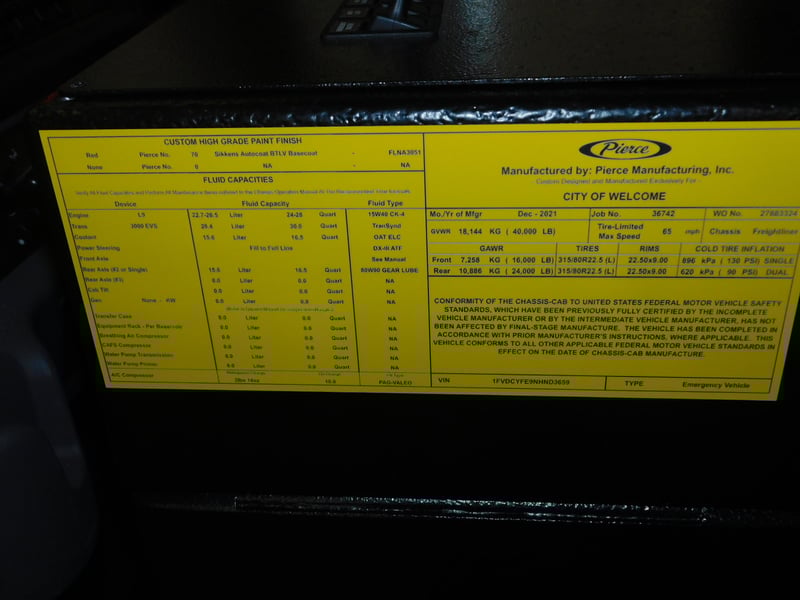 CUSTOM HIGH GRADE PAINT FINISH
Red Pierce No. 70 Sikkens Autocoat BTLV Basecoat - FLNA3051
None Pierce No. 0 NA - NA
FLUID CAPACITIES
Device Fluid Capacity Fluid Type
Engine L9 22.7-26.5 Liter 24-28 Quart 15W40 CK-4
Trans 3000 EVS 28.4 Liter 30.0 Quart TranSynd
Coolant 15.6 Liter 16.5 Quart OAT ELC
Power Steering Fill to Full Line DX-III ATF
Front Axle See Manual
Rear Axle (#2 or Single) 15.6 Liter 16.5 Quart 80W90 GEAR LUBE
Rear Axle (#3) 0.0 Liter 0.0 Quart NA
Cab Tilt 0.0 Liter 0.0 Quart NA
Gen None - KW 0.0 Liter 0.0 Quart NA
Transfer Case 0.0 Liter 0.0 Quart NA
Equipment Rack - Per Baseplate 0.0 Liter 0.0 Quart NA
Breathing Air Compressor 0.0 Liter 0.0 Quart NA
CAFS Compressor 0.0 Liter 0.0 Quart NA
Water Pump Transmission 0.0 Liter 0.0 Quart NA
Water Pump Primer 0.0 Liter 0.0 Quart NA
A/C Compressor PAG-VALEO
Pierce
Manufactured by: Pierce Manufacturing, Inc.
Custom Designed and Manufactured Exclusively For
CITY OF WELCOME
Mo./Yr of Mfgr Dec - 2021 Job No. 36742 WO No. 27683324
GVWR 18,144 KG ( 40,000 LB) Tire-Limited Max Speed 65 mph Chassis Freightliner
GAWR TIRES RIMS COLD TIRE INFLATION
Front 7,258 KG ( 16,000 LB) 315/80R22.5 (L) 22.50x9.00 896 kPa ( 130 PSI) SINGLE
Rear 10,886 KG ( 24,000 LB) 315/80R22.5 (L) 22.50x9.00 620 kPa ( 90 PSI) DUAL
CONFORMITY OF THE CHASSIS-CAB TO UNITED STATES FEDERAL MOTOR VEHICLE SAFETY
STANDARDS, WHICH HAVE BEEN PREVIOUSLY FULLY CERTIFIED BY THE INCOMPLETE
VEHICLE MANUFACTURER OR BY THE INTERMEDIATE VEHICLE MANUFACTURER, HAS NOT
BEEN AFFECTED BY FINAL-STAGE MANUFACTURE. THE VEHICLE HAS BEEN COMPLETED IN
ACCORDANCE WITH PRIOR MANUFACTURER'S INSTRUCTIONS, WHERE APPLICABLE. THIS
VEHICLE CONFORMS TO ALL OTHER APPLICABLE FEDERAL MOTOR VEHICLE STANDARDS IN
EFFECT ON THE DATE OF CHASSIS-CAB MANUFACTURE.
VIN 1FVDCYFE9NHND3659 TYPE Emergency Vehicle